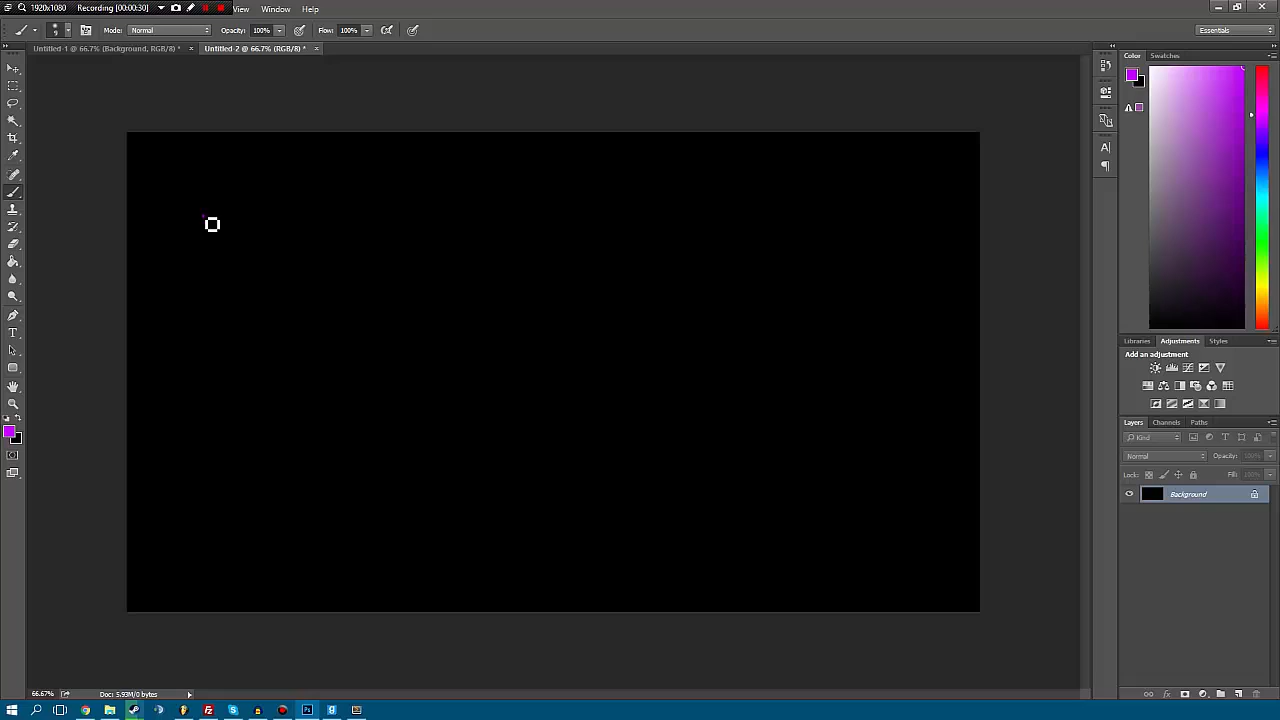 1920x1080 Recording [00:00:30] View Window Help
Mode: Normal Opacity: 100% Flow: 100% Essentials
Untitled-1 @ 66.7% (Background, RGB/8) * × Untitled-2 @ 66.7% (RGB/8) * ×
Color Swatches
Libraries Adjustments Styles
Add an adjustment
Layers Channels Paths
Kind
Normal Opacity: 100%
Lock: Fill: 100%
Background
66.67% Doc: 5.93M/0 bytes